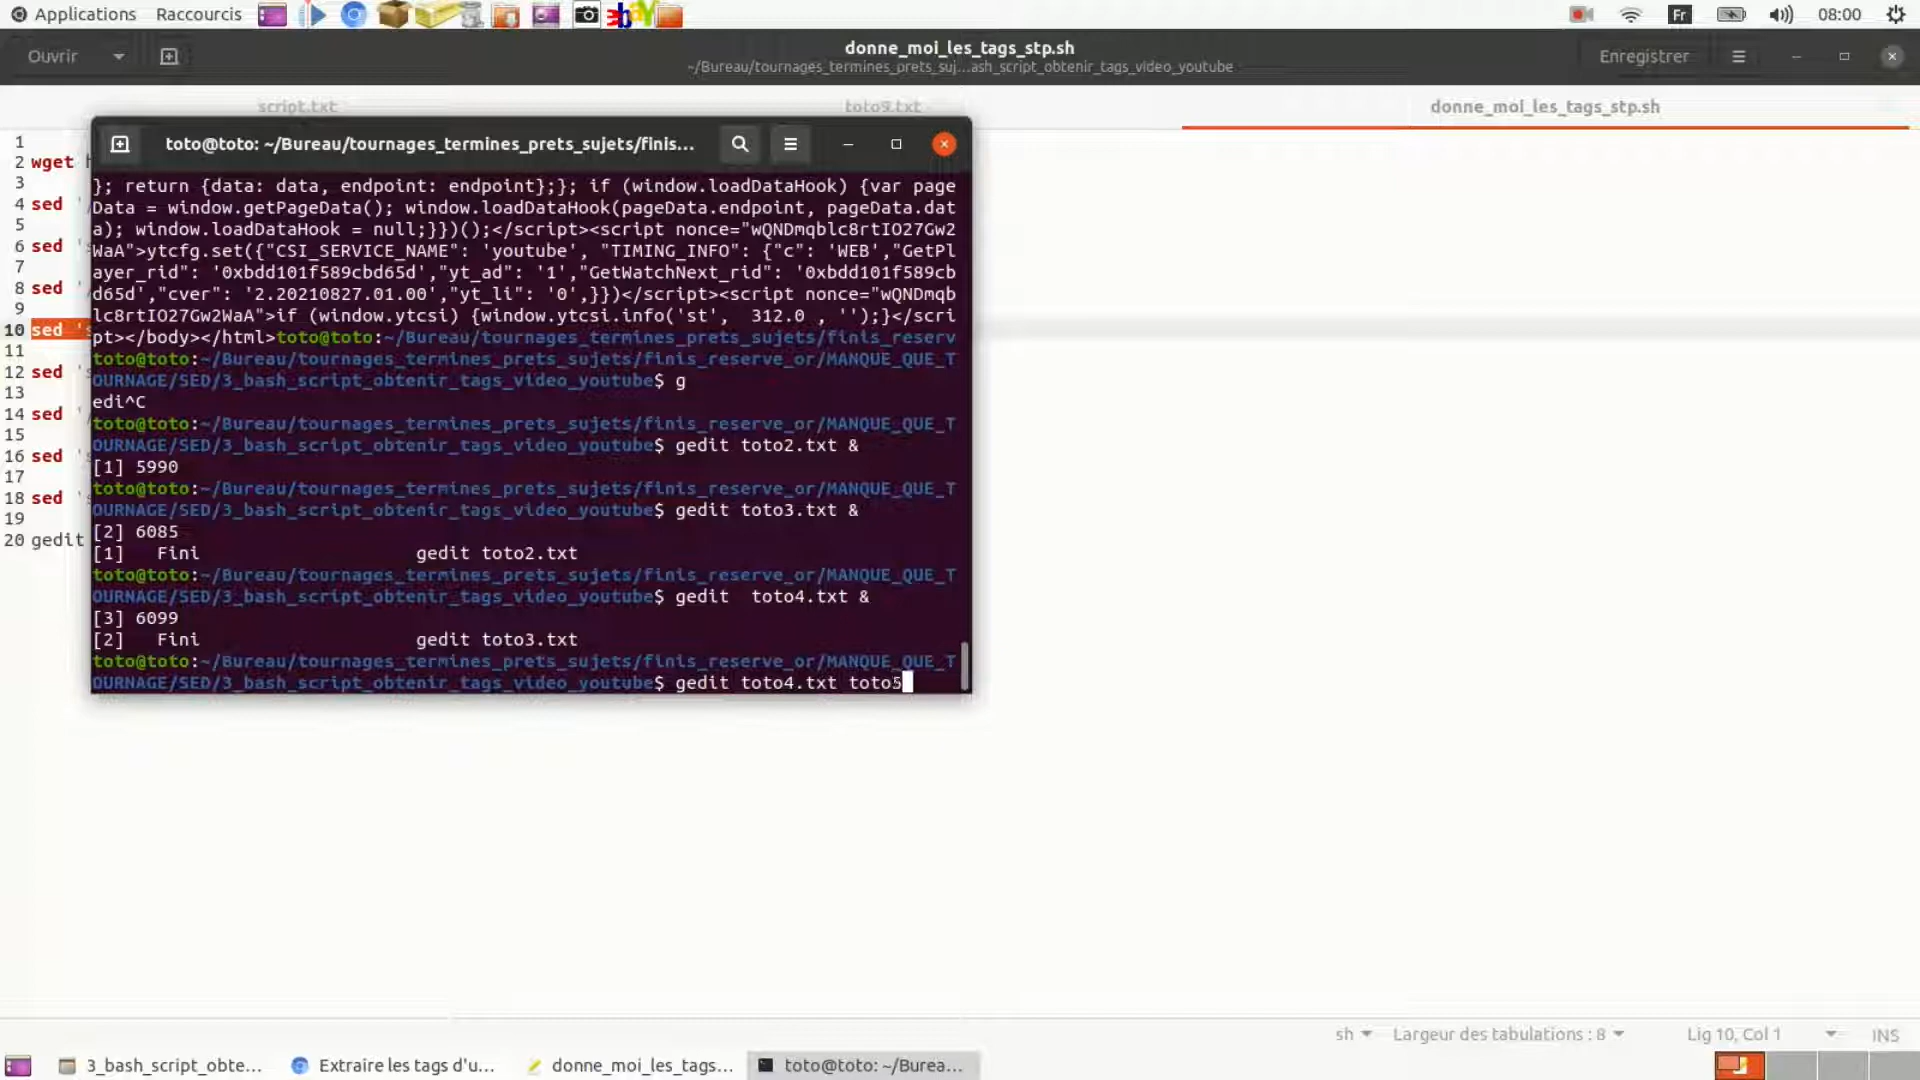 Applications Raccourcis Fr 08:00
Ouvrir donne_moi_les_tags_stp.sh Enregistrer
~/Bureau/tournages_termines_prets_suj...ash_script_obtenir_tags_video_youtube
script.txt toto9.txt donne_moi_les_tags_stp.sh
toto@toto: ~/Bureau/tournages_termines_prets_sujets/finis...
1
2 wget
3
4 sed
5
6 sed
7
8 sed
9
10 sed
11
12 sed
13
14 sed
15
16 sed
17
18 sed
19
20 gedit
}; return {data: data, endpoint: endpoint};}; if (window.loadDataHook) {var page
Data = window.getPageData(); window.loadDataHook(pageData.endpoint, pageData.dat
a); window.loadDataHook = null;}})();</script><script nonce="wQNDmqblc8rtIO27Gw2
WaA">ytcfg.set({"CSI_SERVICE_NAME": 'youtube', "TIMING_INFO": {"c": 'WEB',"GetPl
ayer_rid": '0xbdd101f589cbd65d',"yt_ad": '1',"GetWatchNext_rid": '0xbdd101f589cb
d65d',"cver": '2.20210827.01.00',"yt_li": '0',}})</script><script nonce="wQNDmqb
lc8rtIO27Gw2WaA">if (window.ytcsi) {window.ytcsi.info('st',  312.0 , '');}</scri
pt></body></html>toto@toto:~/Bureau/tournages_termines_prets_sujets/finis_reserv
toto@toto:~/Bureau/tournages_termines_prets_sujets/finis_reserve_or/MANQUE_QUE_T
OURNAGE/SED/3_bash_script_obtenir_tags_video_youtube$ g
edi^C
toto@toto:~/Bureau/tournages_termines_prets_sujets/finis_reserve_or/MANQUE_QUE_T
OURNAGE/SED/3_bash_script_obtenir_tags_video_youtube$ gedit toto2.txt &
[1] 5990
toto@toto:~/Bureau/tournages_termines_prets_sujets/finis_reserve_or/MANQUE_QUE_T
OURNAGE/SED/3_bash_script_obtenir_tags_video_youtube$ gedit toto3.txt &
[2] 6085
[1]   Fini                    gedit toto2.txt
toto@toto:~/Bureau/tournages_termines_prets_sujets/finis_reserve_or/MANQUE_QUE_T
OURNAGE/SED/3_bash_script_obtenir_tags_video_youtube$ gedit  toto4.txt &
[3] 6099
[2]   Fini                    gedit toto3.txt
toto@toto:~/Bureau/tournages_termines_prets_sujets/finis_reserve_or/MANQUE_QUE_T
OURNAGE/SED/3_bash_script_obtenir_tags_video_youtube$ gedit toto4.txt toto5
sh Largeur des tabulations : 8 Lig 10, Col 1 INS
3_bash_script_obte... Extraire les tags d'u... donne_moi_les_tags... toto@toto: ~/Burea...